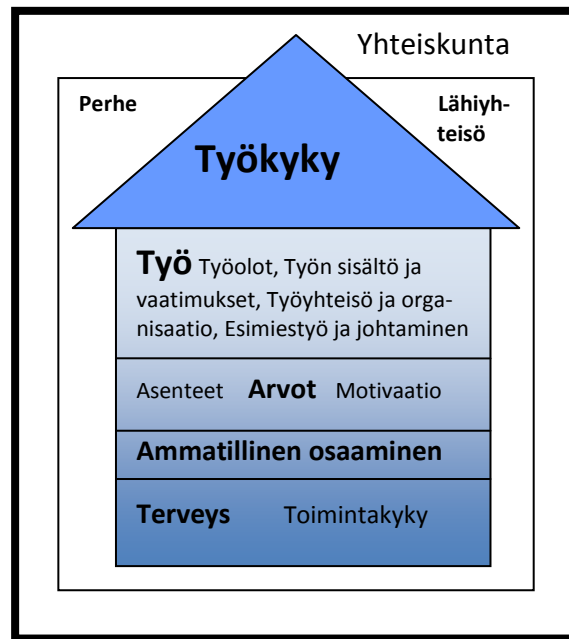 Yhteiskunta
Perhe
Lähiyh-
teisö
Työkyky
Työ Työolot, Työn sisältö ja
vaatimukset, Työyhteisö ja orga-
nisaatio, Esimiestyö ja johtaminen
Asenteet Arvot Motivaatio
Ammatillinen osaaminen
Terveys Toimintakyky